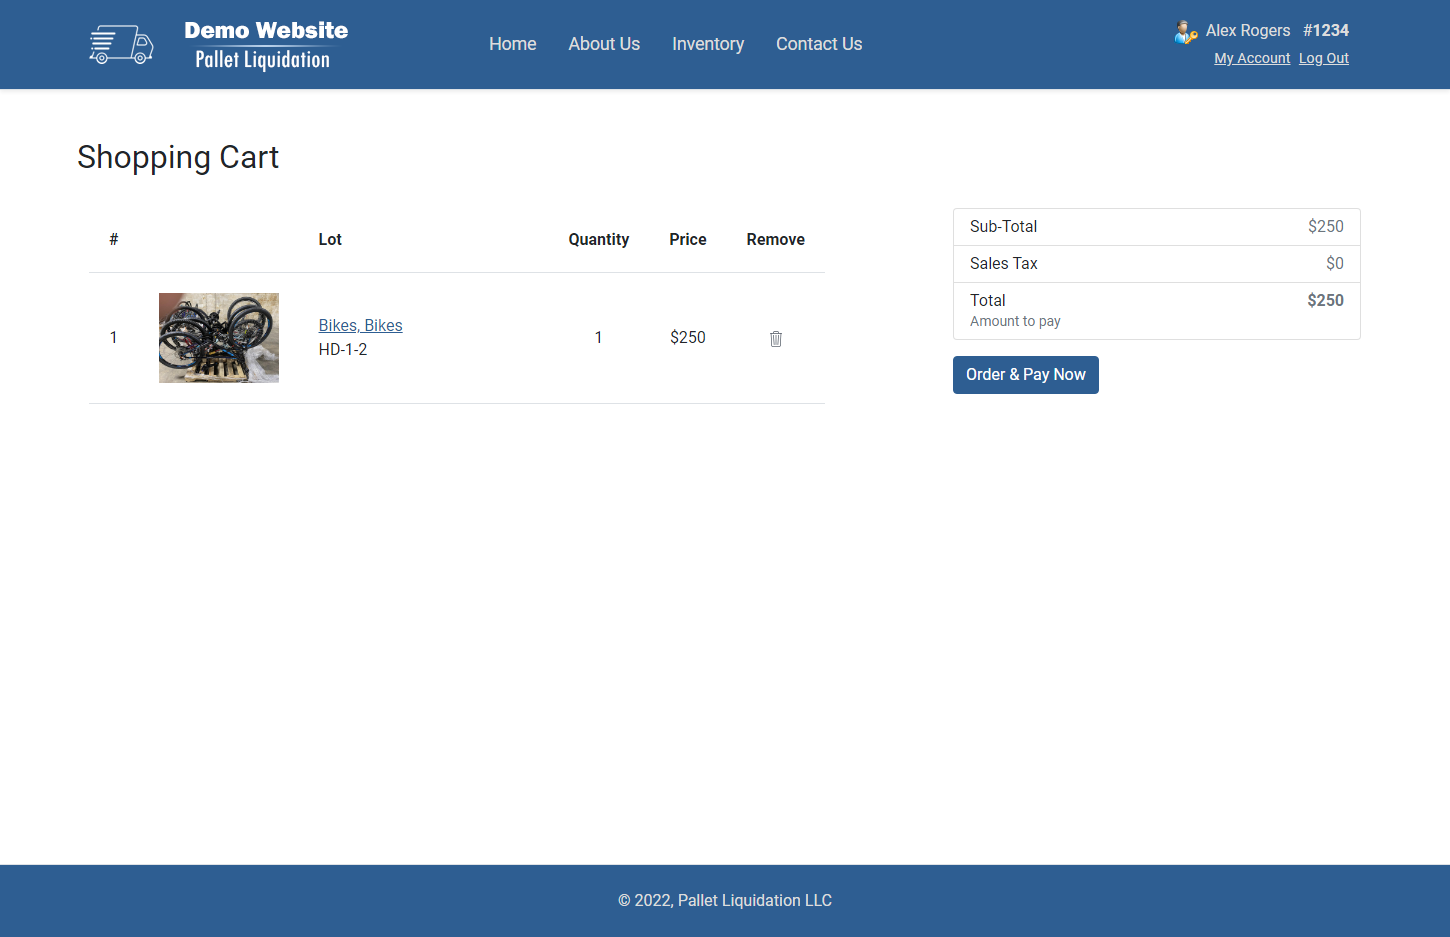 Demo Website
Pallet Liquidation
Home About Us Inventory Contact Us
Alex Rogers #1234
My Account Log Out
Shopping Cart
# Lot Quantity Price Remove
1 Bikes, Bikes 1 $250
HD-1-2
Sub-Total $250
Sales Tax $0
Total $250
Amount to pay
Order & Pay Now
© 2022, Pallet Liquidation LLC